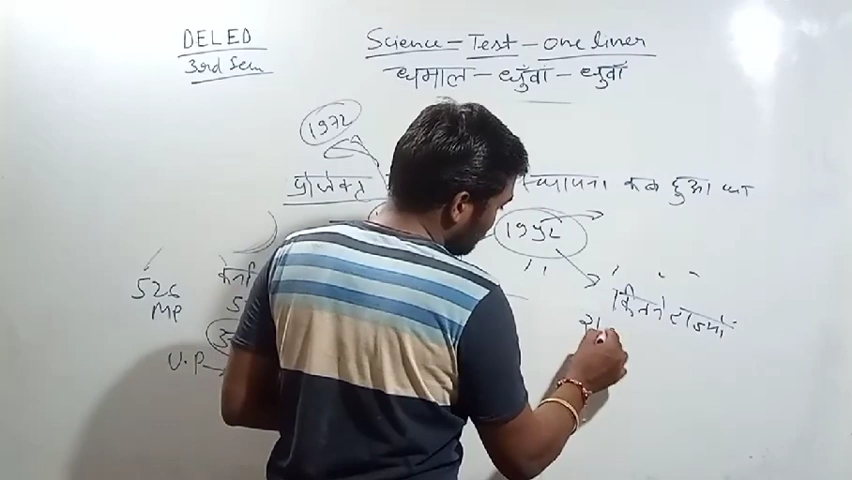 DELED
3rd Sem
Science - Test - one liner
धमाल - धुँवां - धुवाँ
1972
प्रोजेक्ट स्थापना कब हुआ था
1952
526
MP
कितने राज्यो
U.P